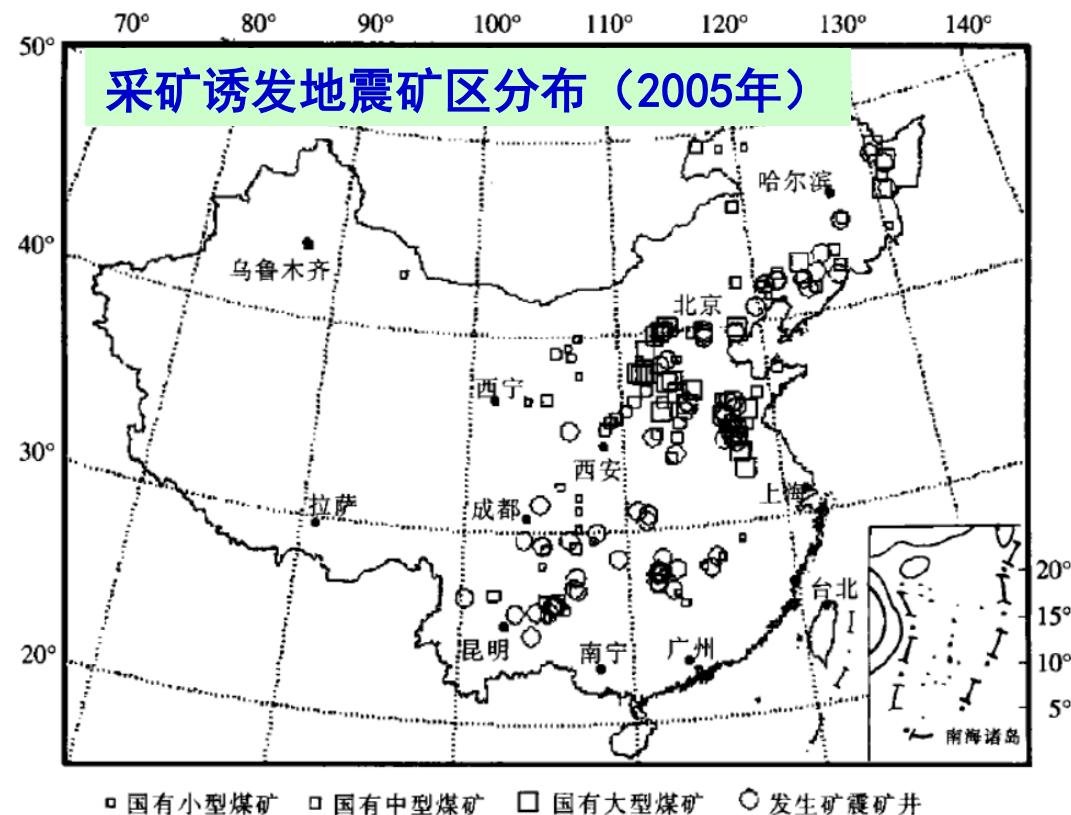 70° 80° 90° 100° 110° 120° 130° 140°
50°
采矿诱发地震矿区分布（2005年）
哈尔滨
40°
乌鲁木齐
北京
西宁
30°
西安
上海
拉萨
成都
20°
台北
15°
昆明
南宁
广州
20°
10°
5°
南海诸岛
国有小型煤矿 国有中型煤矿 国有大型煤矿 发生矿震矿井